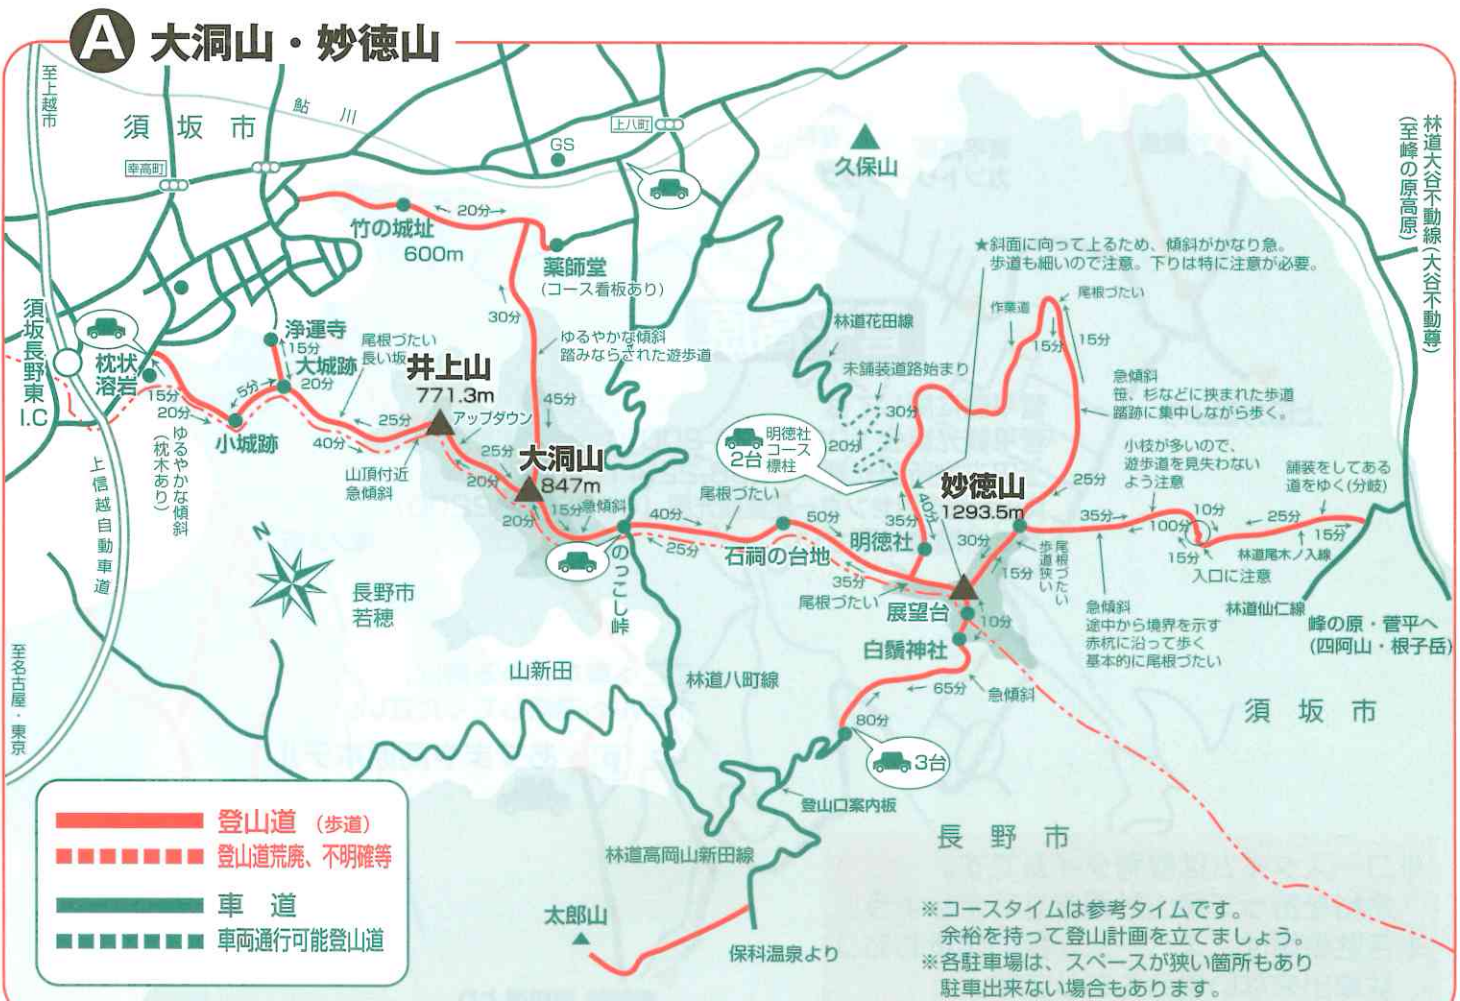 A 大洞山・妙徳山
至上越市
須坂市
鮎川
幸高町
上八町
GS
久保山
林道大谷不動線(大谷不動尊)
(至峰の原高原)
竹の城址
600m
20分
薬師堂
(コース看板あり)
★斜面に向って上るため、傾斜がかなり急。
歩道も細いので注意。下りは特に注意が必要。
作業道
尾根づたい
15分
15分
30分
ゆるやかな傾斜
踏みならされた遊歩道
林道花田線
未舗装道路始まり
須坂長野東
I.C
枕状
溶岩
浄運寺
15分
大城跡
20分
5分
尾根づたい
長い坂
井上山
771.3m
アップダウン
45分
急傾斜
笹、杉などに挟まれた歩道
踏跡に集中しながら歩く。
15分
20分
小城跡
ゆるやかな傾斜
(枕木あり)
25分
40分
山頂付近
急傾斜
25分
20分
大洞山
847m
20分
15分
急傾斜
明徳社
コース
標柱
2台
20分
30分
小枝が多いので、
遊歩道を見失わない
よう注意
舗装をしてある
道をゆく(分岐)
妙徳山
1293.5m
25分
尾根づたい
40分
25分
50分
石祠の台地
35分
尾根づたい
35分
40分
明徳社
30分
15分
尾根づたい
歩道狭い
35分
100分
10分
15分
25分
15分
林道尾木ノ入線
入口に注意
上信越自動車道
N
長野市
若穂
のっこし峠
展望台
10分
白鬚神社
急傾斜
途中から境界を示す
赤杭に沿って歩く
基本的に尾根づたい
林道仙仁線
峰の原・菅平へ
(四阿山・根子岳)
至名古屋・東京
山新田
林道八町線
65分
急傾斜
80分
3台
須坂市
登山口案内板
長野市
登山道 (歩道)
登山道荒廃、不明確等
車道
車両通行可能登山道
林道高岡山新田線
太郎山
保科温泉より
※コースタイムは参考タイムです。
余裕を持って登山計画を立てましょう。
※各駐車場は、スペースが狭い箇所もあり
駐車出来ない場合もあります。